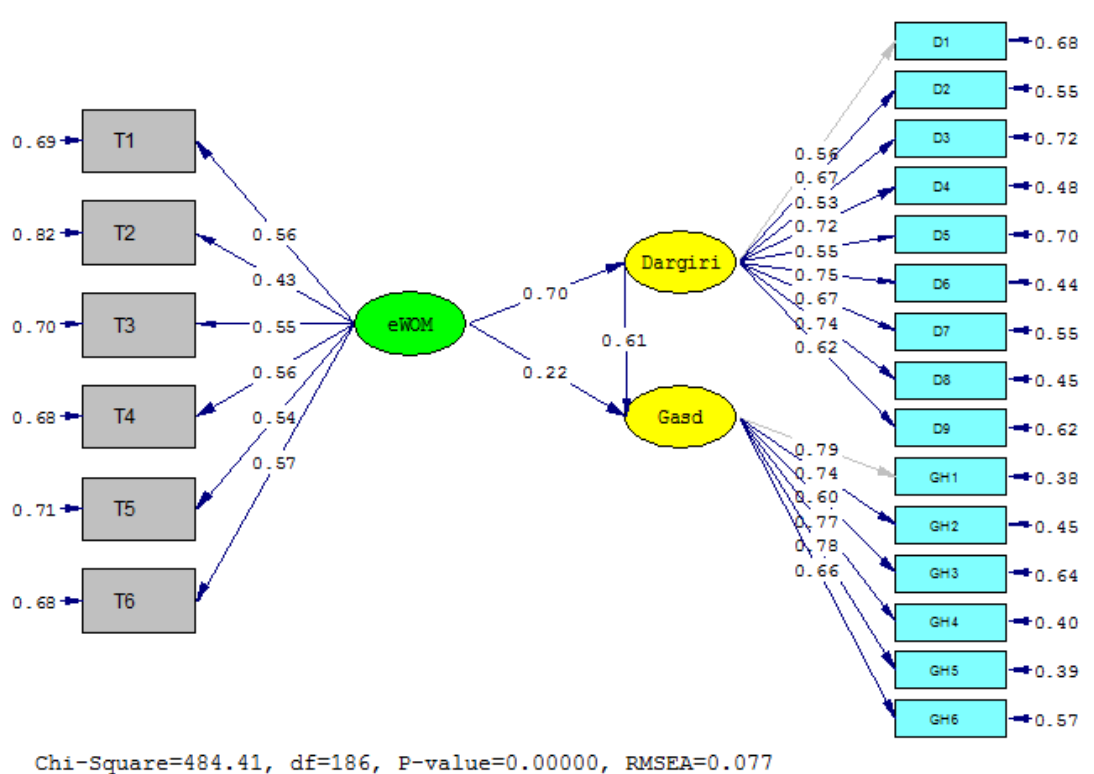 0.69 T1
0.82 T2
0.70 T3
0.68 T4
0.71 T5
0.68 T6
0.56
0.43
0.55
0.56
0.54
0.57
eWOM
0.70
0.22
Dargiri
0.61
Gasd
0.56
0.67
0.53
0.72
0.55
0.75
0.67
0.74
0.62
0.79
0.74
0.60
0.77
0.78
0.66
D1 0.68
D2 0.55
D3 0.72
D4 0.48
D5 0.70
D6 0.44
D7 0.55
D8 0.45
D9 0.62
GH1 0.38
GH2 0.45
GH3 0.64
GH4 0.40
GH5 0.39
GH6 0.57
Chi-Square=484.41, df=186, P-value=0.00000, RMSEA=0.077